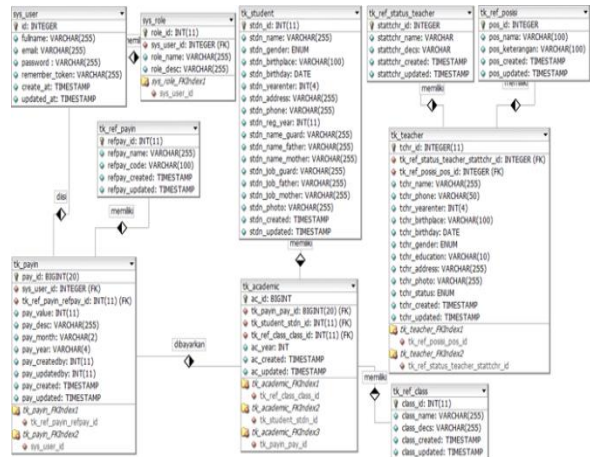 sys_user
id: INTEGER
fullname: VARCHAR(255)
email: VARCHAR(255)
password : VARCHAR(255)
remember_token: VARCHAR(255)
create_at: TIMESTAMP
updated_at: TIMESTAMP
sys_role
role_id: INT(11)
sys_user_id: INTEGER (FK)
role_name: VARCHAR(255)
role_desc: VARCHAR(255)
sys_role_FKIndex1
sys_user_id
tk_student
stdn_id: INT(11)
stdn_name: VARCHAR(255)
stdn_gender: ENUM
stdn_birthplace: VARCHAR(100)
stdn_birthday: DATE
stdn_yearenter: INT(4)
stdn_address: VARCHAR(255)
stdn_phone: VARCHAR(255)
stdn_reg_year: INT(11)
stdn_name_guard: VARCHAR(255)
stdn_name_father: VARCHAR(255)
stdn_name_mother: VARCHAR(255)
stdn_job_guard: VARCHAR(255)
stdn_job_father: VARCHAR(255)
stdn_job_mother: VARCHAR(255)
stdn_photo: VARCHAR(255)
stdn_created: TIMESTAMP
stdn_updated: TIMESTAMP
tk_ref_status_teacher
stattchr_id: INTEGER
stattchr_name: VARCHAR
stattchr_decs: VARCHAR
stattchr_created: TIMESTAMP
stattchr_updated: TIMESTAMP
tk_ref_posisi
pos_id: INTEGER
pos_nama: VARCHAR(100)
pos_keterangan: VARCHAR(255)
pos_created: TIMESTAMP
pos_updated: TIMESTAMP
memiliki
memiliki
tk_ref_payin
refpay_id: INT(11)
refpay_name: VARCHAR(255)
refpay_code: VARCHAR(100)
refpay_created: TIMESTAMP
refpay_updated: TIMESTAMP
tk_teacher
tchr_id: INTEGER(11)
tk_ref_status_teacher_stattchr_id: INTEGER (FK)
tk_ref_posisi_pos_id: INTEGER (FK)
tchr_name: VARCHAR(255)
tchr_phone: VARCHAR(50)
tchr_yearenter: INT(4)
tchr_birthplace: VARCHAR(100)
tchr_birthday: DATE
tchr_gender: ENUM
tchr_education: VARCHAR(10)
tchr_address: VARCHAR(255)
tchr_photo: VARCHAR(255)
tchr_status: ENUM
tchr_created: TIMESTAMP
tchr_updated: TIMESTAMP
tk_teacher_FKIndex1
tk_ref_posisi_pos_id
tk_teacher_FKIndex2
tk_ref_status_teacher_stattchr_id
diisi
memiliki
memiliki
tk_payin
pay_id: BIGINT(20)
sys_user_id: INTEGER (FK)
tk_ref_payin_refpay_id: INT(11) (FK)
pay_value: INT(11)
pay_desc: VARCHAR(255)
pay_month: VARCHAR(2)
pay_year: VARCHAR(4)
pay_createdby: INT(11)
pay_updatedby: INT(11)
pay_created: TIMESTAMP
pay_updated: TIMESTAMP
tk_payin_FKIndex1
tk_ref_payin_refpay_id
tk_payin_FKIndex2
sys_user_id
dibayarkan
tk_academic
ac_id: BIGINT
tk_payin_pay_id: BIGINT(20) (FK)
tk_student_stdn_id: INT(11) (FK)
tk_ref_class_class_id: INT(11) (FK)
ac_year: INT
ac_created: TIMESTAMP
ac_updated: TIMESTAMP
tk_academic_FKIndex1
tk_ref_class_class_id
tk_academic_FKIndex2
tk_student_stdn_id
tk_academic_FKIndex3
tk_payin_pay_id
memiliki
tk_ref_class
class_id: INT(11)
class_name: VARCHAR(255)
class_decs: VARCHAR(255)
class_created: TIMESTAMP
class_updated: TIMESTAMP